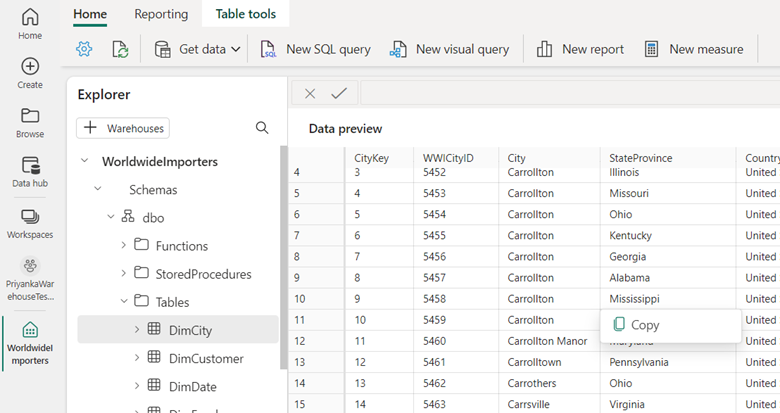 Home Reporting Table tools
Get data New SQL query New visual query New report New measure
Home
Create
Browse
Data hub
Workspaces
PriyankaWar
ehouseTes...
WorldwideI
mporters
Explorer
+ Warehouses
WorldwideImporters
Schemas
dbo
Functions
StoredProcedures
Tables
DimCity
DimCustomer
DimDate
Data preview
CityKey WWICityID City StateProvince Country
4 3 5452 Carrollton Illinois United
5 4 5453 Carrollton Missouri United
6 5 5454 Carrollton Ohio United
7 6 5455 Carrollton Kentucky United
8 7 5456 Carrollton Georgia United
9 8 5457 Carrollton Alabama United
10 9 5458 Carrollton Mississippi United
11 10 5459 Carrollton Copy United
12 11 5460 Carrollton Manor Maryland United
13 12 5461 Carrolltown Pennsylvania United
14 13 5462 Carrothers Ohio United
15 14 5463 Carrsville Virginia United